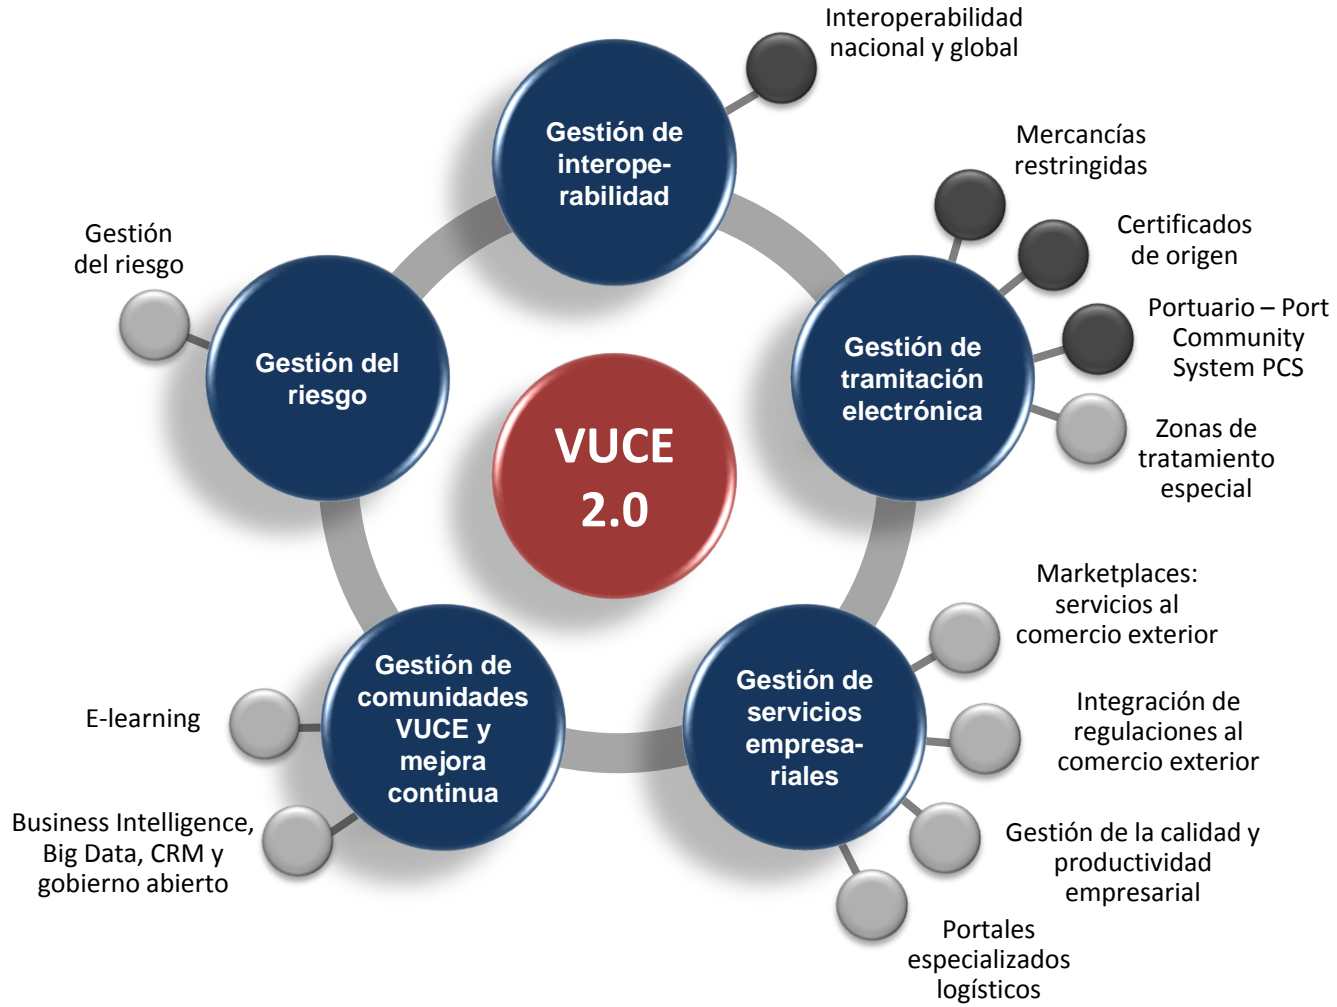 Interoperabilidad
nacional y global
Gestión de
interope-
rabilidad
Mercancías
restringidas
Certificados
de origen
Portuario – Port
Community
System PCS
Zonas de
tratamiento
especial
Gestión de
tramitación
electrónica
Gestión
del riesgo
Gestión del
riesgo
VUCE
2.0
Marketplaces:
servicios al
comercio exterior
Integración de
regulaciones al
comercio exterior
Gestión de la calidad y
productividad
empresarial
Portales
especializados
logísticos
Gestión de
servicios
empresa-
riales
Gestión de
comunidades
VUCE y
mejora
continua
E-learning
Business Intelligence,
Big Data, CRM y
gobierno abierto